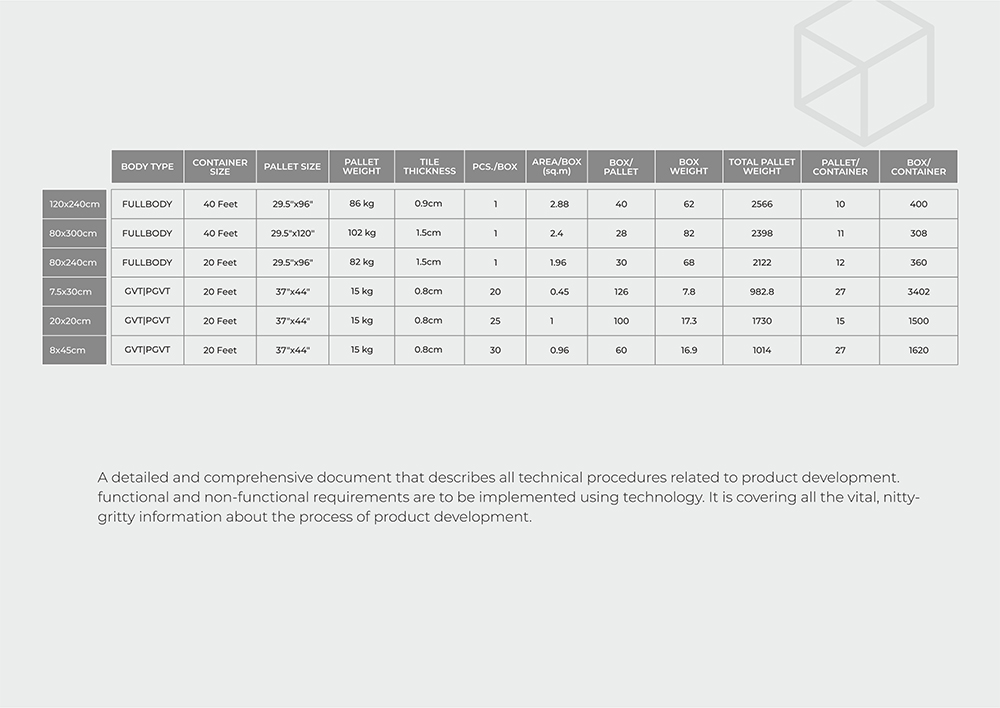 BODY TYPE CONTAINER SIZE PALLET SIZE PALLET WEIGHT TILE THICKNESS PCS./BOX AREA/BOX (sq.m) BOX/ PALLET BOX WEIGHT TOTAL PALLET WEIGHT PALLET/ CONTAINER BOX/ CONTAINER
120x240cm FULLBODY 40 Feet 29.5"x96" 86 kg 0.9cm 1 2.88 40 62 2566 10 400
80x300cm FULLBODY 40 Feet 29.5"x120" 102 kg 1.5cm 1 2.4 28 82 2398 11 308
80x240cm FULLBODY 20 Feet 29.5"x96" 82 kg 1.5cm 1 1.96 30 68 2122 12 360
7.5x30cm GVT|PGVT 20 Feet 37"x44" 15 kg 0.8cm 20 0.45 126 7.8 982.8 27 3402
20x20cm GVT|PGVT 20 Feet 37"x44" 15 kg 0.8cm 25 1 100 17.3 1730 15 1500
8x45cm GVT|PGVT 20 Feet 37"x44" 15 kg 0.8cm 30 0.96 60 16.9 1014 27 1620
A detailed and comprehensive document that describes all technical procedures related to product development.
functional and non-functional requirements are to be implemented using technology. It is covering all the vital, nitty-
gritty information about the process of product development.